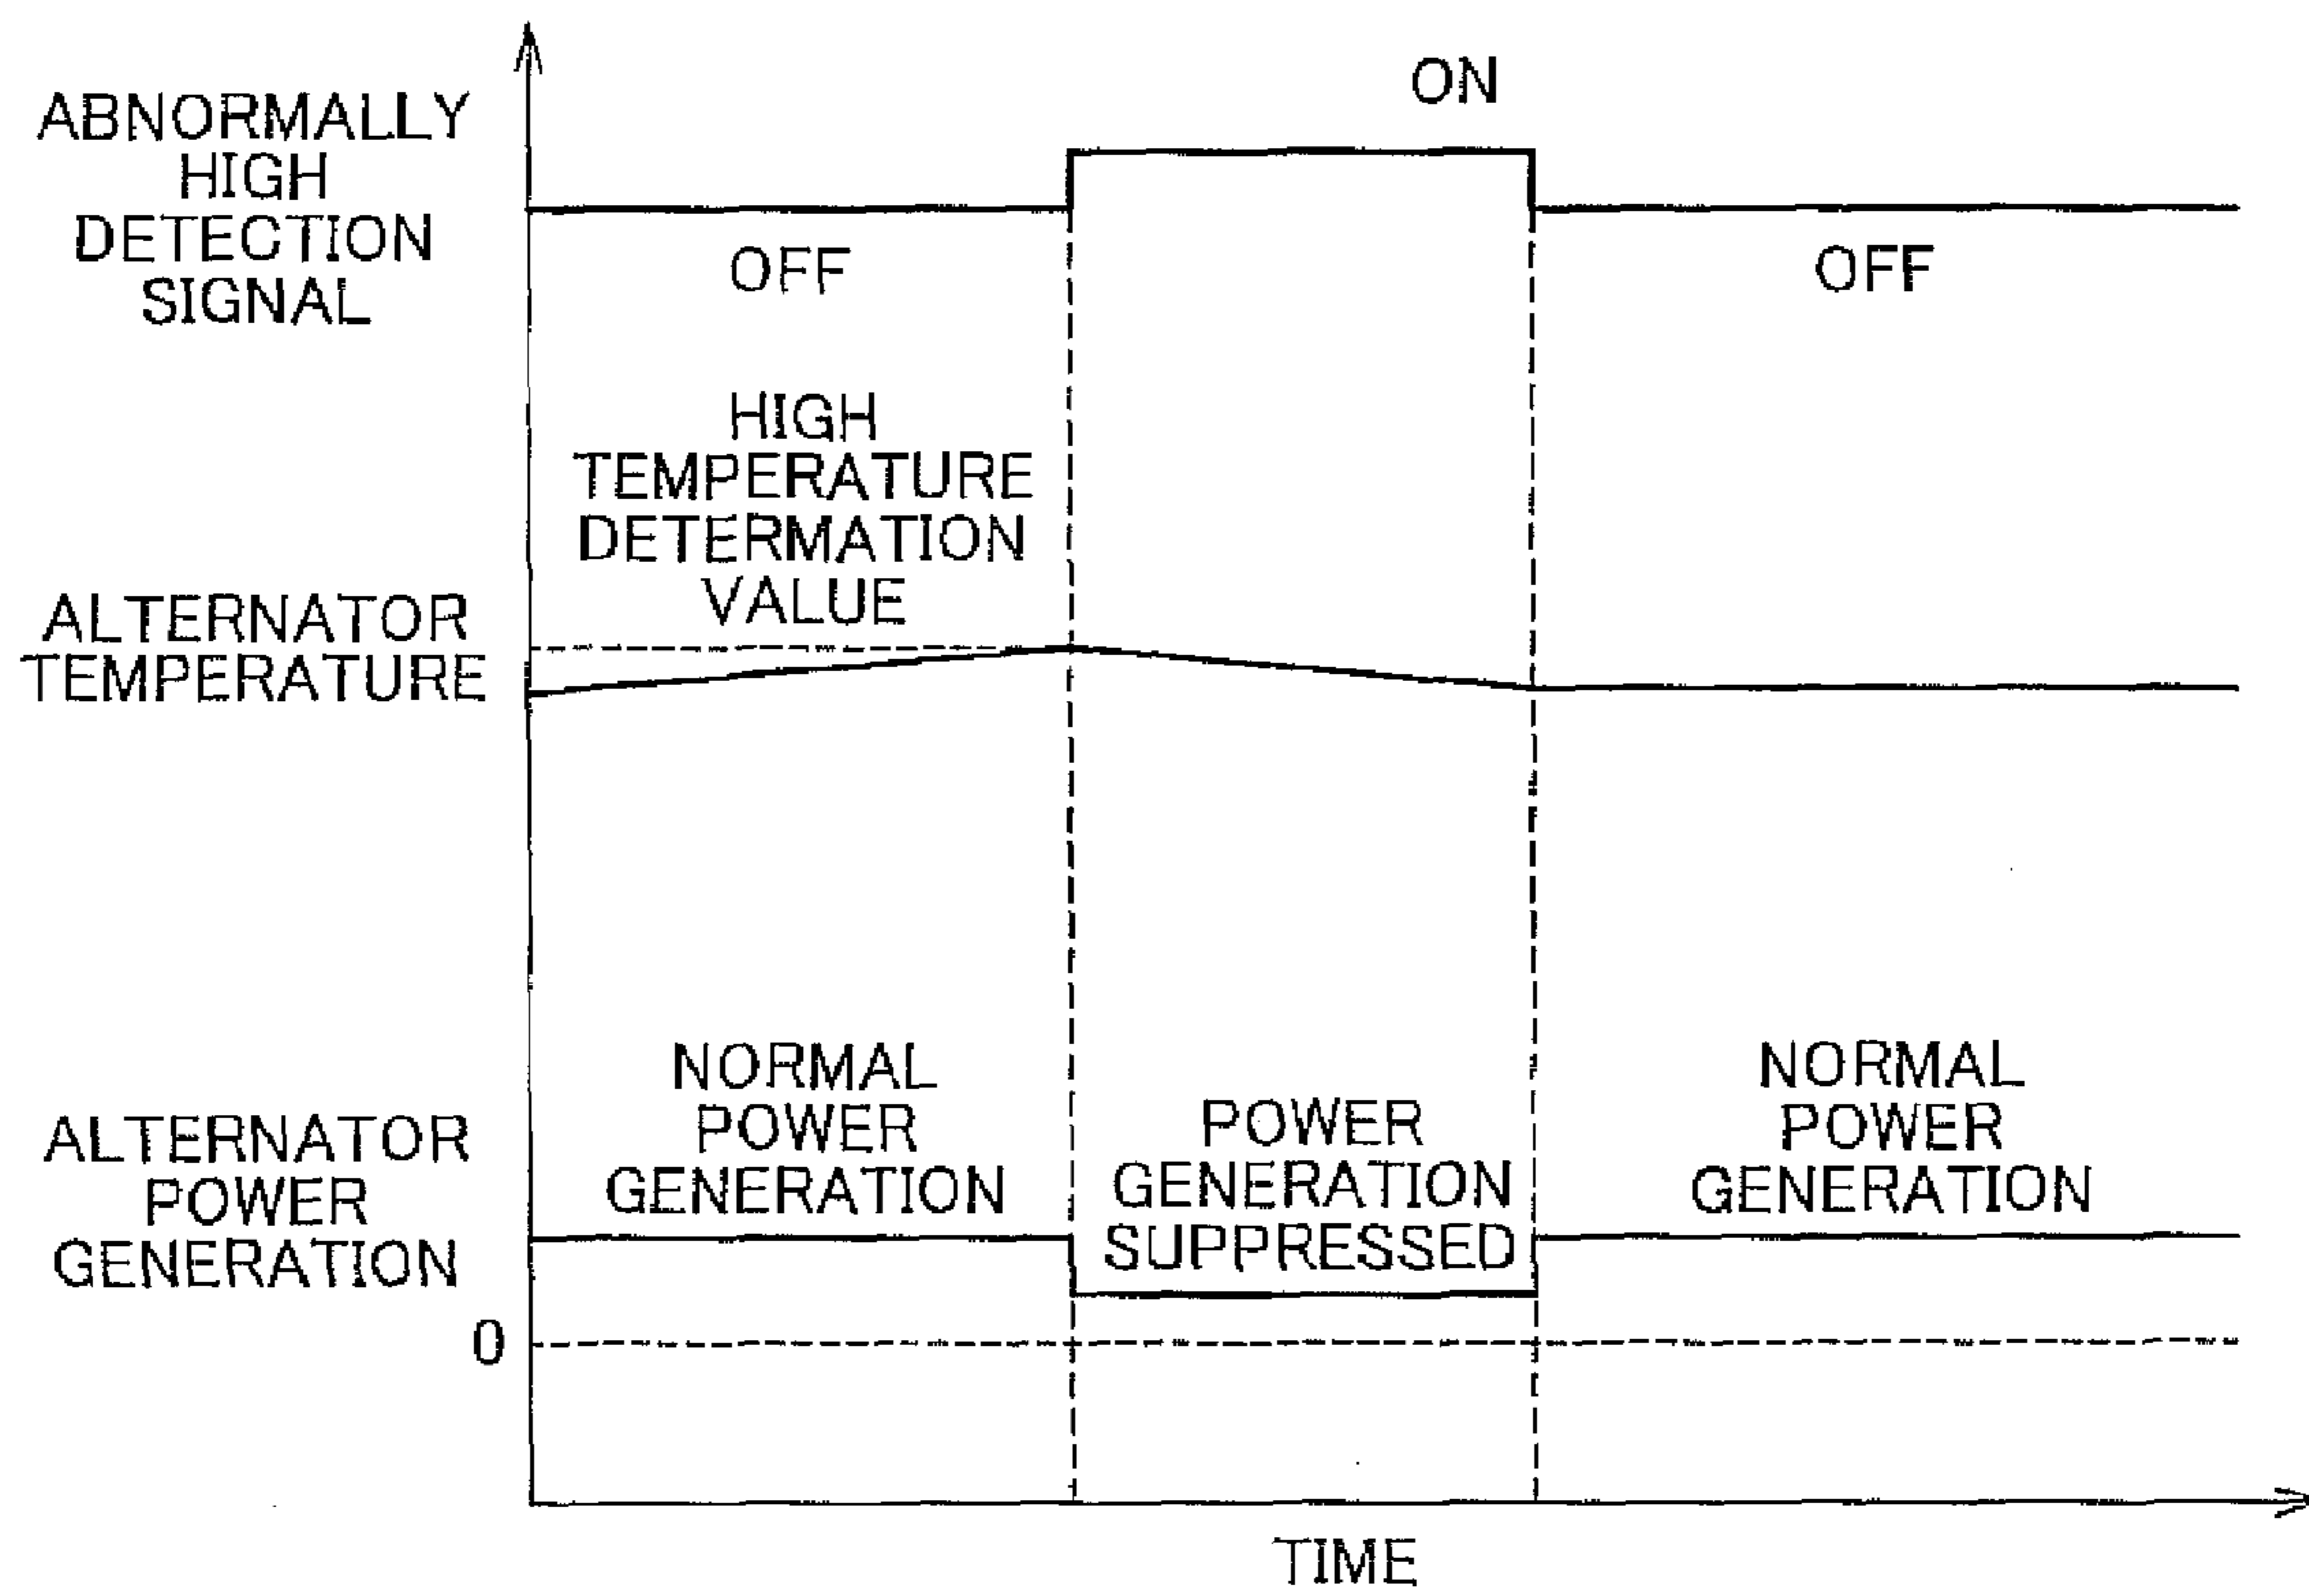 ON
ABNORMALLY
HIGH
DETECTION
SIGNAL
OFF
OFF
HIGH
TEMPERATURE
DETERMATION
VALUE
ALTERNATOR
TEMPERATURE
NORMAL
POWER
GENERATION
POWER
GENERATION
SUPPRESSED
NORMAL
POWER
GENERATION
ALTERNATOR
POWER
GENERATION
0
TIME